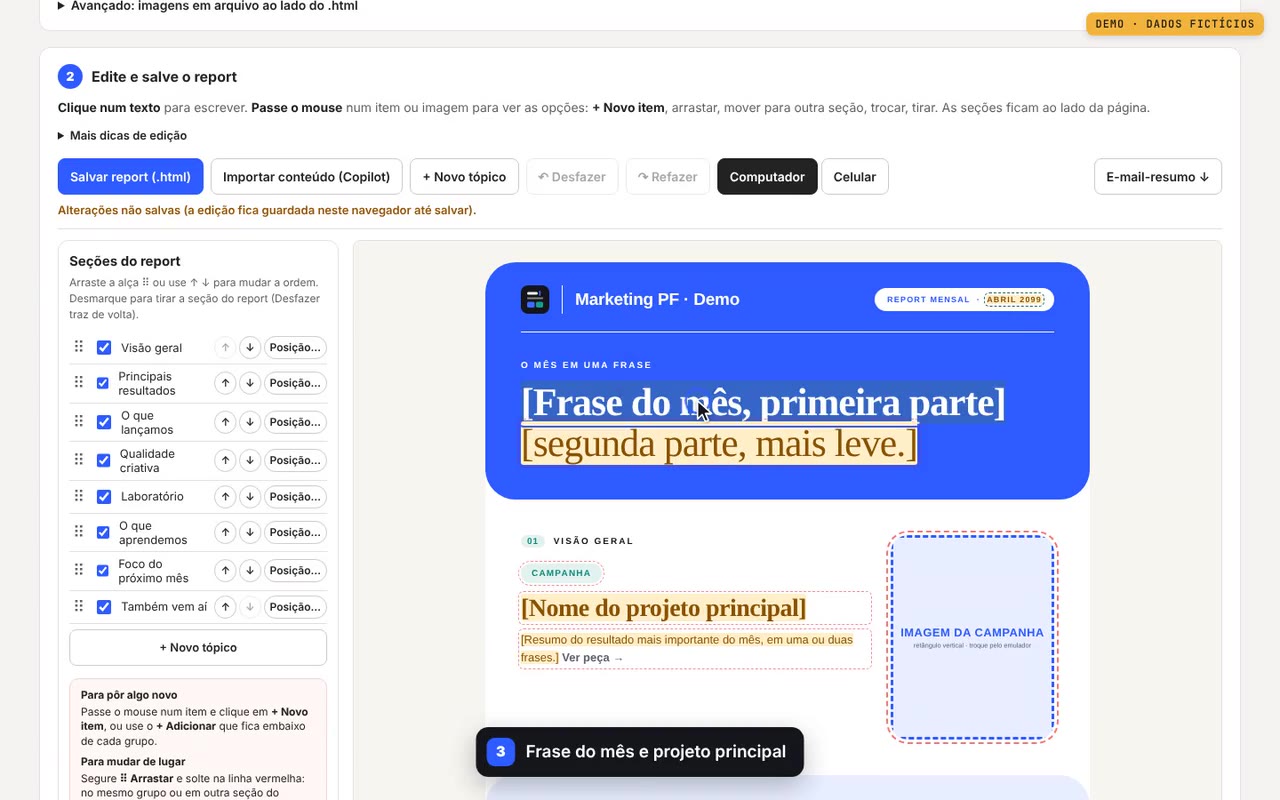 ▶ Avançado: imagens em arquivo ao lado do .html
DEMO · DADOS FICTÍCIOS
2 Edite e salve o report
Clique num texto para escrever. Passe o mouse num item ou imagem para ver as opções: + Novo item, arrastar, mover para outra seção, trocar, tirar. As seções ficam ao lado da página.
▶ Mais dicas de edição
Salvar report (.html) Importar conteúdo (Copilot) + Novo tópico ↶ Desfazer ↷ Refazer Computador Celular E-mail-resumo ↓
Alterações não salvas (a edição fica guardada neste navegador até salvar).
Seções do report
Arraste a alça ⠿ ou use ↑ ↓ para mudar a ordem.
Desmarque para tirar a seção do report (Desfazer
traz de volta).
Visão geral ↑ ↓ Posição...
Principais
resultados ↑ ↓ Posição...
O que
lançamos ↑ ↓ Posição...
Qualidade
criativa ↑ ↓ Posição...
Laboratório ↑ ↓ Posição...
O que
aprendemos ↑ ↓ Posição...
Foco do
próximo mês ↑ ↓ Posição...
Também vem aí ↑ ↓ Posição...
+ Novo tópico
Para pôr algo novo
Passe o mouse num item e clique em + Novo
item, ou use o + Adicionar que fica embaixo
de cada grupo.
Para mudar de lugar
Segure ⠿ Arrastar e solte na linha vermelha:
no mesmo grupo ou em outra seção do
Marketing PF · Demo
REPORT MENSAL · ABRIL 2099
O MÊS EM UMA FRASE
[Frase do mês, primeira parte]
[segunda parte, mais leve.]
01 VISÃO GERAL
CAMPANHA
[Nome do projeto principal]
[Resumo do resultado mais importante do mês, em uma ou duas
frases.] Ver peça →
IMAGEM DA CAMPANHA
retângulo vertical · troque pelo emulador
3 Frase do mês e projeto principal